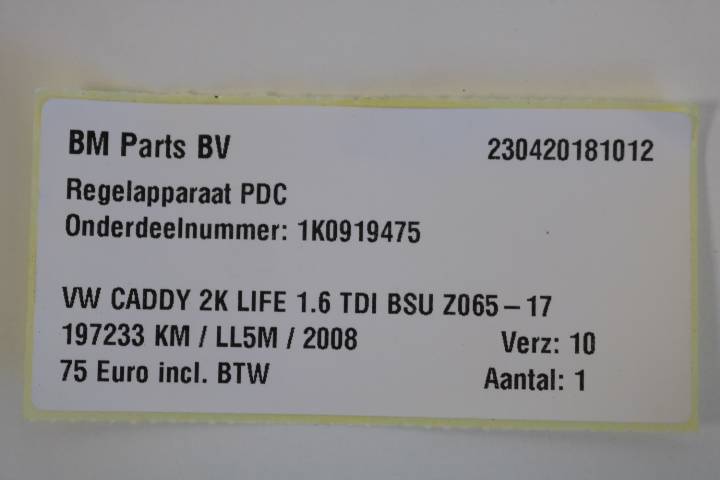 BM Parts BV 230420181012
Regelapparaat PDC
Onderdeelnummer: 1K0919475
VW CADDY 2K LIFE 1.6 TDI BSU Z065 – 17
197233 KM / LL5M / 2008 Verz: 10
75 Euro incl. BTW Aantal: 1